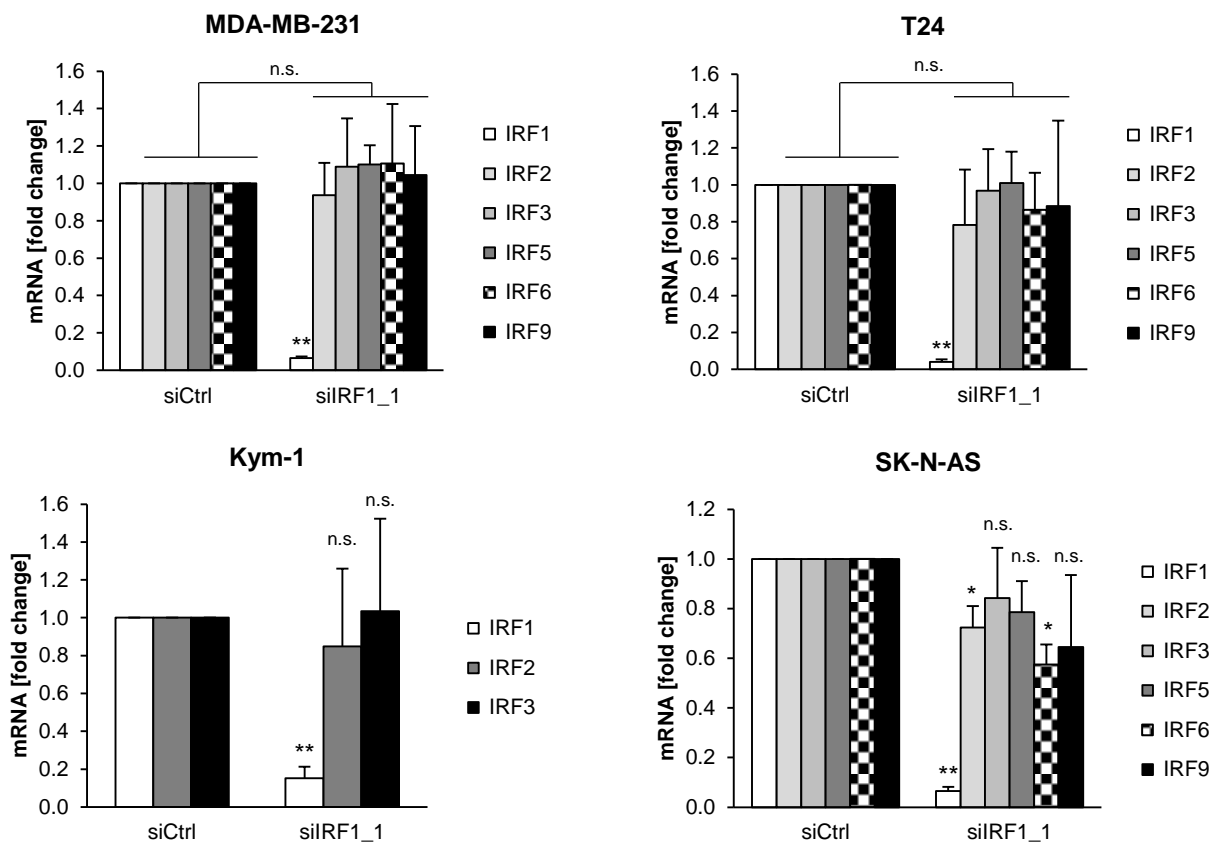 MDA-MB-231
n.s.
mRNA [fold change]
1.6
1.4
1.2
1.0
0.8
0.6
0.4
0.2
0.0
**
siCtrl
siIRF1_1
IRF1
IRF2
IRF3
IRF5
IRF6
IRF9
T24
n.s.
mRNA [fold change]
1.6
1.4
1.2
1.0
0.8
0.6
0.4
0.2
0.0
**
siCtrl
siIRF1_1
IRF1
IRF2
IRF3
IRF5
IRF6
IRF9
Kym-1
mRNA [fold change]
1.6
1.4
1.2
1.0
0.8
0.6
0.4
0.2
0.0
**
n.s.
n.s.
siCtrl
siIRF1_1
IRF1
IRF2
IRF3
SK-N-AS
mRNA [fold change]
1.2
1.0
0.8
0.6
0.4
0.2
0.0
**
*
n.s.
n.s.
*
n.s.
siCtrl
siIRF1_1
IRF1
IRF2
IRF3
IRF5
IRF6
IRF9